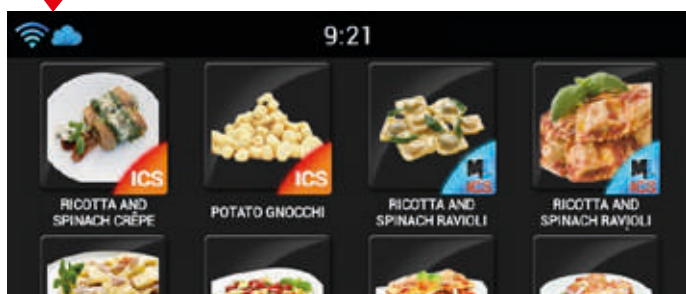 9:21
ICS
ICS
M
ICS
M
ICS
RICOTTA AND
SPINACH CRÊPE
POTATO GNOCCHI
RICOTTA AND
SPINACH RAVIOLI
RICOTTA AND
SPINACH RAVIOLI